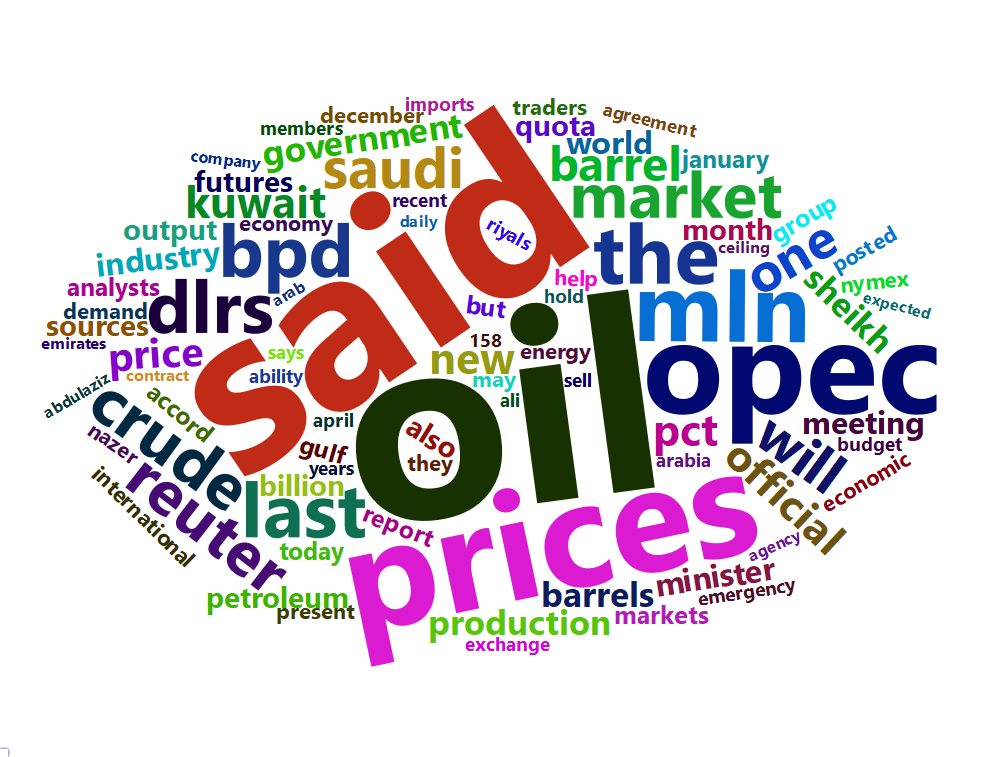 imports
december
traders
agreement
members
government
quota
world
company
saudi
barrel
january
futures
said
market
kuwait
recent
group
output
economy
daily
riyals
month
bpd
the
ceiling
one
posted
industry
analysts
arab
help
sheikh
nymex
demand
dlrs
but
hold
mln
expected
sources
158
oil
emirates
price
says
new
energy
opec
contract
ability
may
sell
abdulaziz
ali
accord
april
crude
also
pct
meeting
nazer
gulf
they
arabia
will
budget
years
international
reuter
billion
official
economic
last
report
prices
today
agency
petroleum
minister
present
barrels
emergency
production
markets
exchange